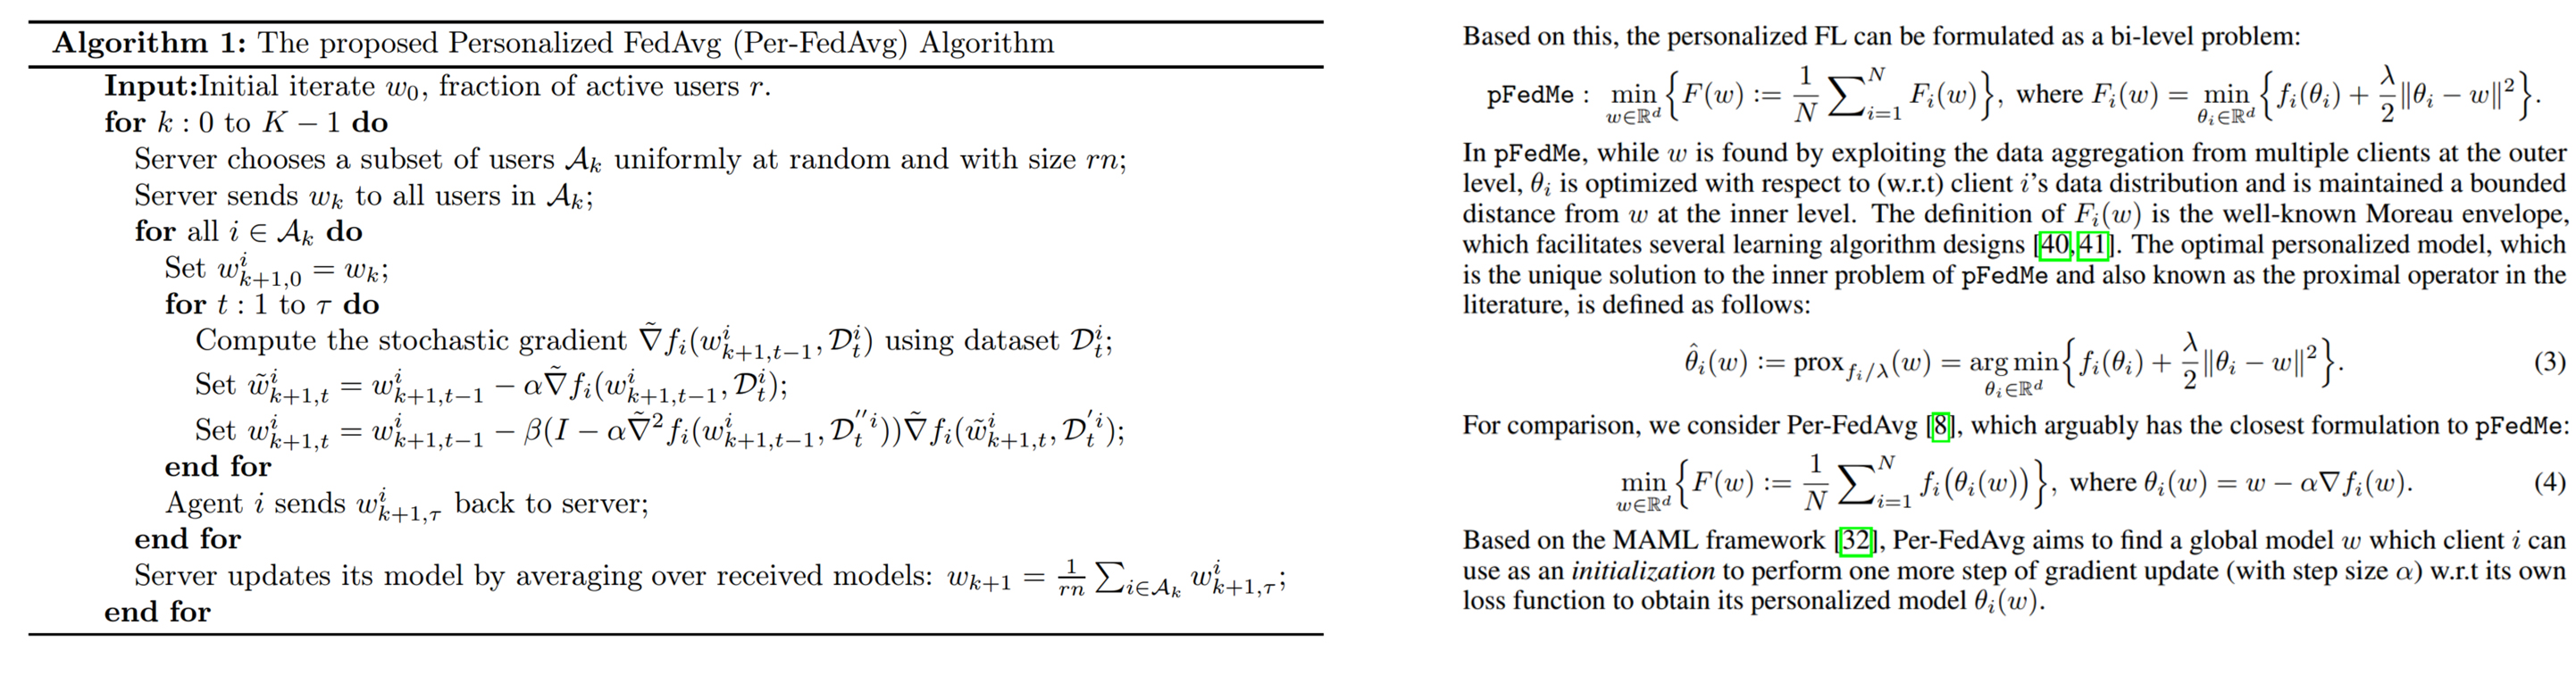 Algorithm 1: The proposed Personalized FedAvg (Per-FedAvg) Algorithm
Input:Initial iterate $w_0$, fraction of active users $r$.
for $k : 0$ to $K - 1$ do
Server chooses a subset of users $\mathcal{A}_k$ uniformly at random and with size $rn$;
Server sends $w_k$ to all users in $\mathcal{A}_k$;
for all $i \in \mathcal{A}_k$ do
Set $w^i_{k+1,0} = w_k$;
for $t : 1$ to $\tau$ do
Compute the stochastic gradient $\tilde{\nabla} f_i(w^i_{k+1,t-1}, \mathcal{D}^i_t)$ using dataset $\mathcal{D}^i_t$;
Set $\tilde{w}^i_{k+1,t} = w^i_{k+1,t-1} - \alpha \tilde{\nabla} f_i(w^i_{k+1,t-1}, \mathcal{D}^i_t)$;
Set $w^i_{k+1,t} = w^i_{k+1,t-1} - \beta (I - \alpha \tilde{\nabla}^2 f_i(w^i_{k+1,t-1}, \mathcal{D}^{''i}_t)) \tilde{\nabla} f_i(\tilde{w}^i_{k+1,t}, \mathcal{D}^{'i}_t)$;
end for
Agent $i$ sends $w^i_{k+1,\tau}$ back to server;
end for
Server updates its model by averaging over received models: $w_{k+1} = \frac{1}{rn} \sum_{i \in \mathcal{A}_k} w^i_{k+1,\tau}$;
end for
Based on this, the personalized FL can be formulated as a bi-level problem:
pFedMe : $\min_{w \in \mathbb{R}^d} \left\{ F(w) := \frac{1}{N} \sum_{i=1}^N F_i(w) \right\}$, where $F_i(w) = \min_{\theta_i \in \mathbb{R}^d} \left\{ f_i(\theta_i) + \frac{\lambda}{2} \|\theta_i - w\|^2 \right\}$.
In pFedMe, while $w$ is found by exploiting the data aggregation from multiple clients at the outer
level, $\theta_i$ is optimized with respect to (w.r.t) client $i$'s data distribution and is maintained a bounded
distance from $w$ at the inner level. The definition of $F_i(w)$ is the well-known Moreau envelope,
which facilitates several learning algorithm designs [40,41]. The optimal personalized model, which
is the unique solution to the inner problem of pFedMe and also known as the proximal operator in the
literature, is defined as follows:
$\hat{\theta}_i(w) := \text{prox}_{f_i/\lambda}(w) = \arg\min_{\theta_i \in \mathbb{R}^d} \left\{ f_i(\theta_i) + \frac{\lambda}{2} \|\theta_i - w\|^2 \right\}$. (3)
For comparison, we consider Per-FedAvg [8], which arguably has the closest formulation to pFedMe:
$\min_{w \in \mathbb{R}^d} \left\{ F(w) := \frac{1}{N} \sum_{i=1}^N f_i(\theta_i(w)) \right\}$, where $\theta_i(w) = w - \alpha \nabla f_i(w)$. (4)
Based on the MAML framework [32], Per-FedAvg aims to find a global model $w$ which client $i$ can
use as an initialization to perform one more step of gradient update (with step size $\alpha$) w.r.t its own
loss function to obtain its personalized model $\theta_i(w)$.